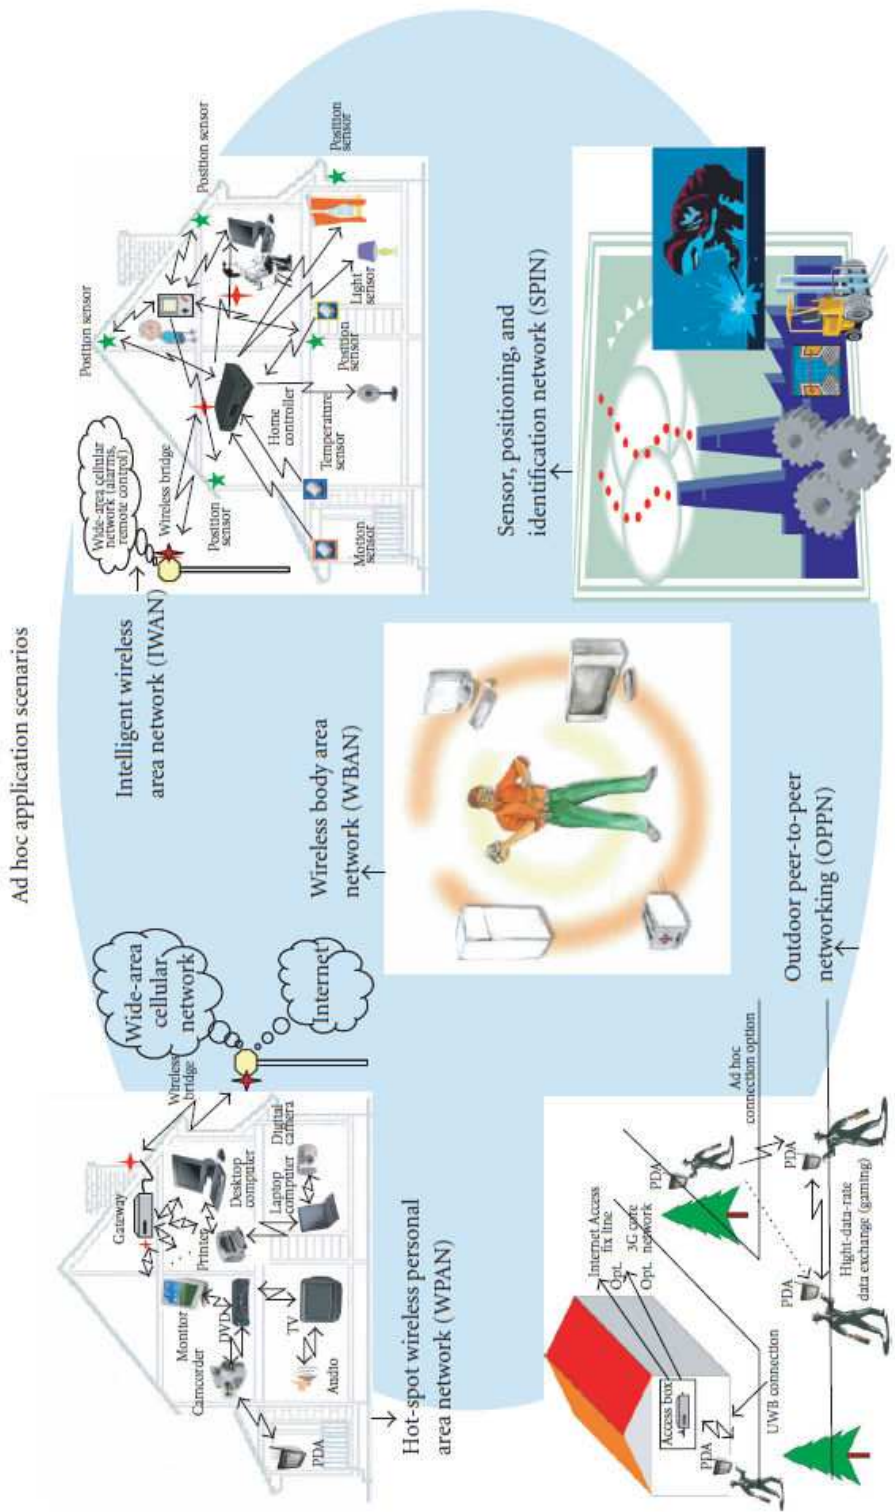 Ad hoc application scenarios
Wide-area
cellular
network
Internet
Wireless
bridge
Gateway
Digital
camera
Desktop
computer
Laptop
computer
Printer
Monitor
DVD
TV
Camcorder
Audio
PDA
Hot-spot wireless personal
area network (WPAN)
Intelligent wireless
area network (IWAN)
Wide-area cellular
network (alarms,
remote control)
Wireless bridge
Position sensor
Position sensor
Position
sensor
Position
sensor
Home
controller
Position
sensor
Light
sensor
Temperature
sensor
Motion
sensor
Wireless body area
network (WBAN)
Outdoor peer-to-peer
networking (OPPN)
Internet Access
fix line
Opt.
3G core
network
Opt.
Access box
PDA
UWB connection
PDA
Ad hoc
connection option
PDA
PDA
Hight-data-rate
data exchange (gaming)
Sensor, positioning, and
identification network (SPIN)